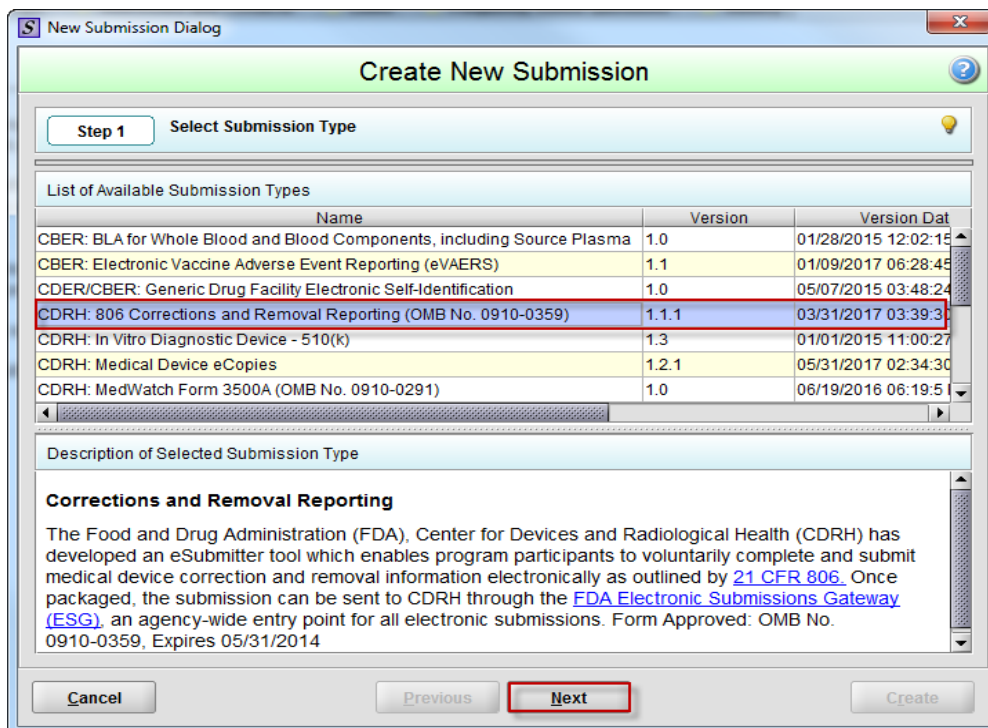 S New Submission Dialog
Create New Submission
Step 1 Select Submission Type
List of Available Submission Types
Name Version Version Dat
CBER: BLA for Whole Blood and Blood Components, including Source Plasma 1.0 01/28/2015 12:02:15
CBER: Electronic Vaccine Adverse Event Reporting (eVAERS) 1.1 01/09/2017 06:28:45
CDER/CBER: Generic Drug Facility Electronic Self-Identification 1.0 05/07/2015 03:48:24
CDRH: 806 Corrections and Removal Reporting (OMB No. 0910-0359) 1.1.1 03/31/2017 03:39:30
CDRH: In Vitro Diagnostic Device - 510(k) 1.3 01/01/2015 11:00:27
CDRH: Medical Device eCopies 1.2.1 05/31/2017 02:34:30
CDRH: MedWatch Form 3500A (OMB No. 0910-0291) 1.0 06/19/2016 06:19:5
Description of Selected Submission Type
Corrections and Removal Reporting
The Food and Drug Administration (FDA), Center for Devices and Radiological Health (CDRH) has
developed an eSubmitter tool which enables program participants to voluntarily complete and submit
medical device correction and removal information electronically as outlined by 21 CFR 806. Once
packaged, the submission can be sent to CDRH through the FDA Electronic Submissions Gateway
(ESG), an agency-wide entry point for all electronic submissions. Form Approved: OMB No.
0910-0359, Expires 05/31/2014
Cancel Previous Next Create